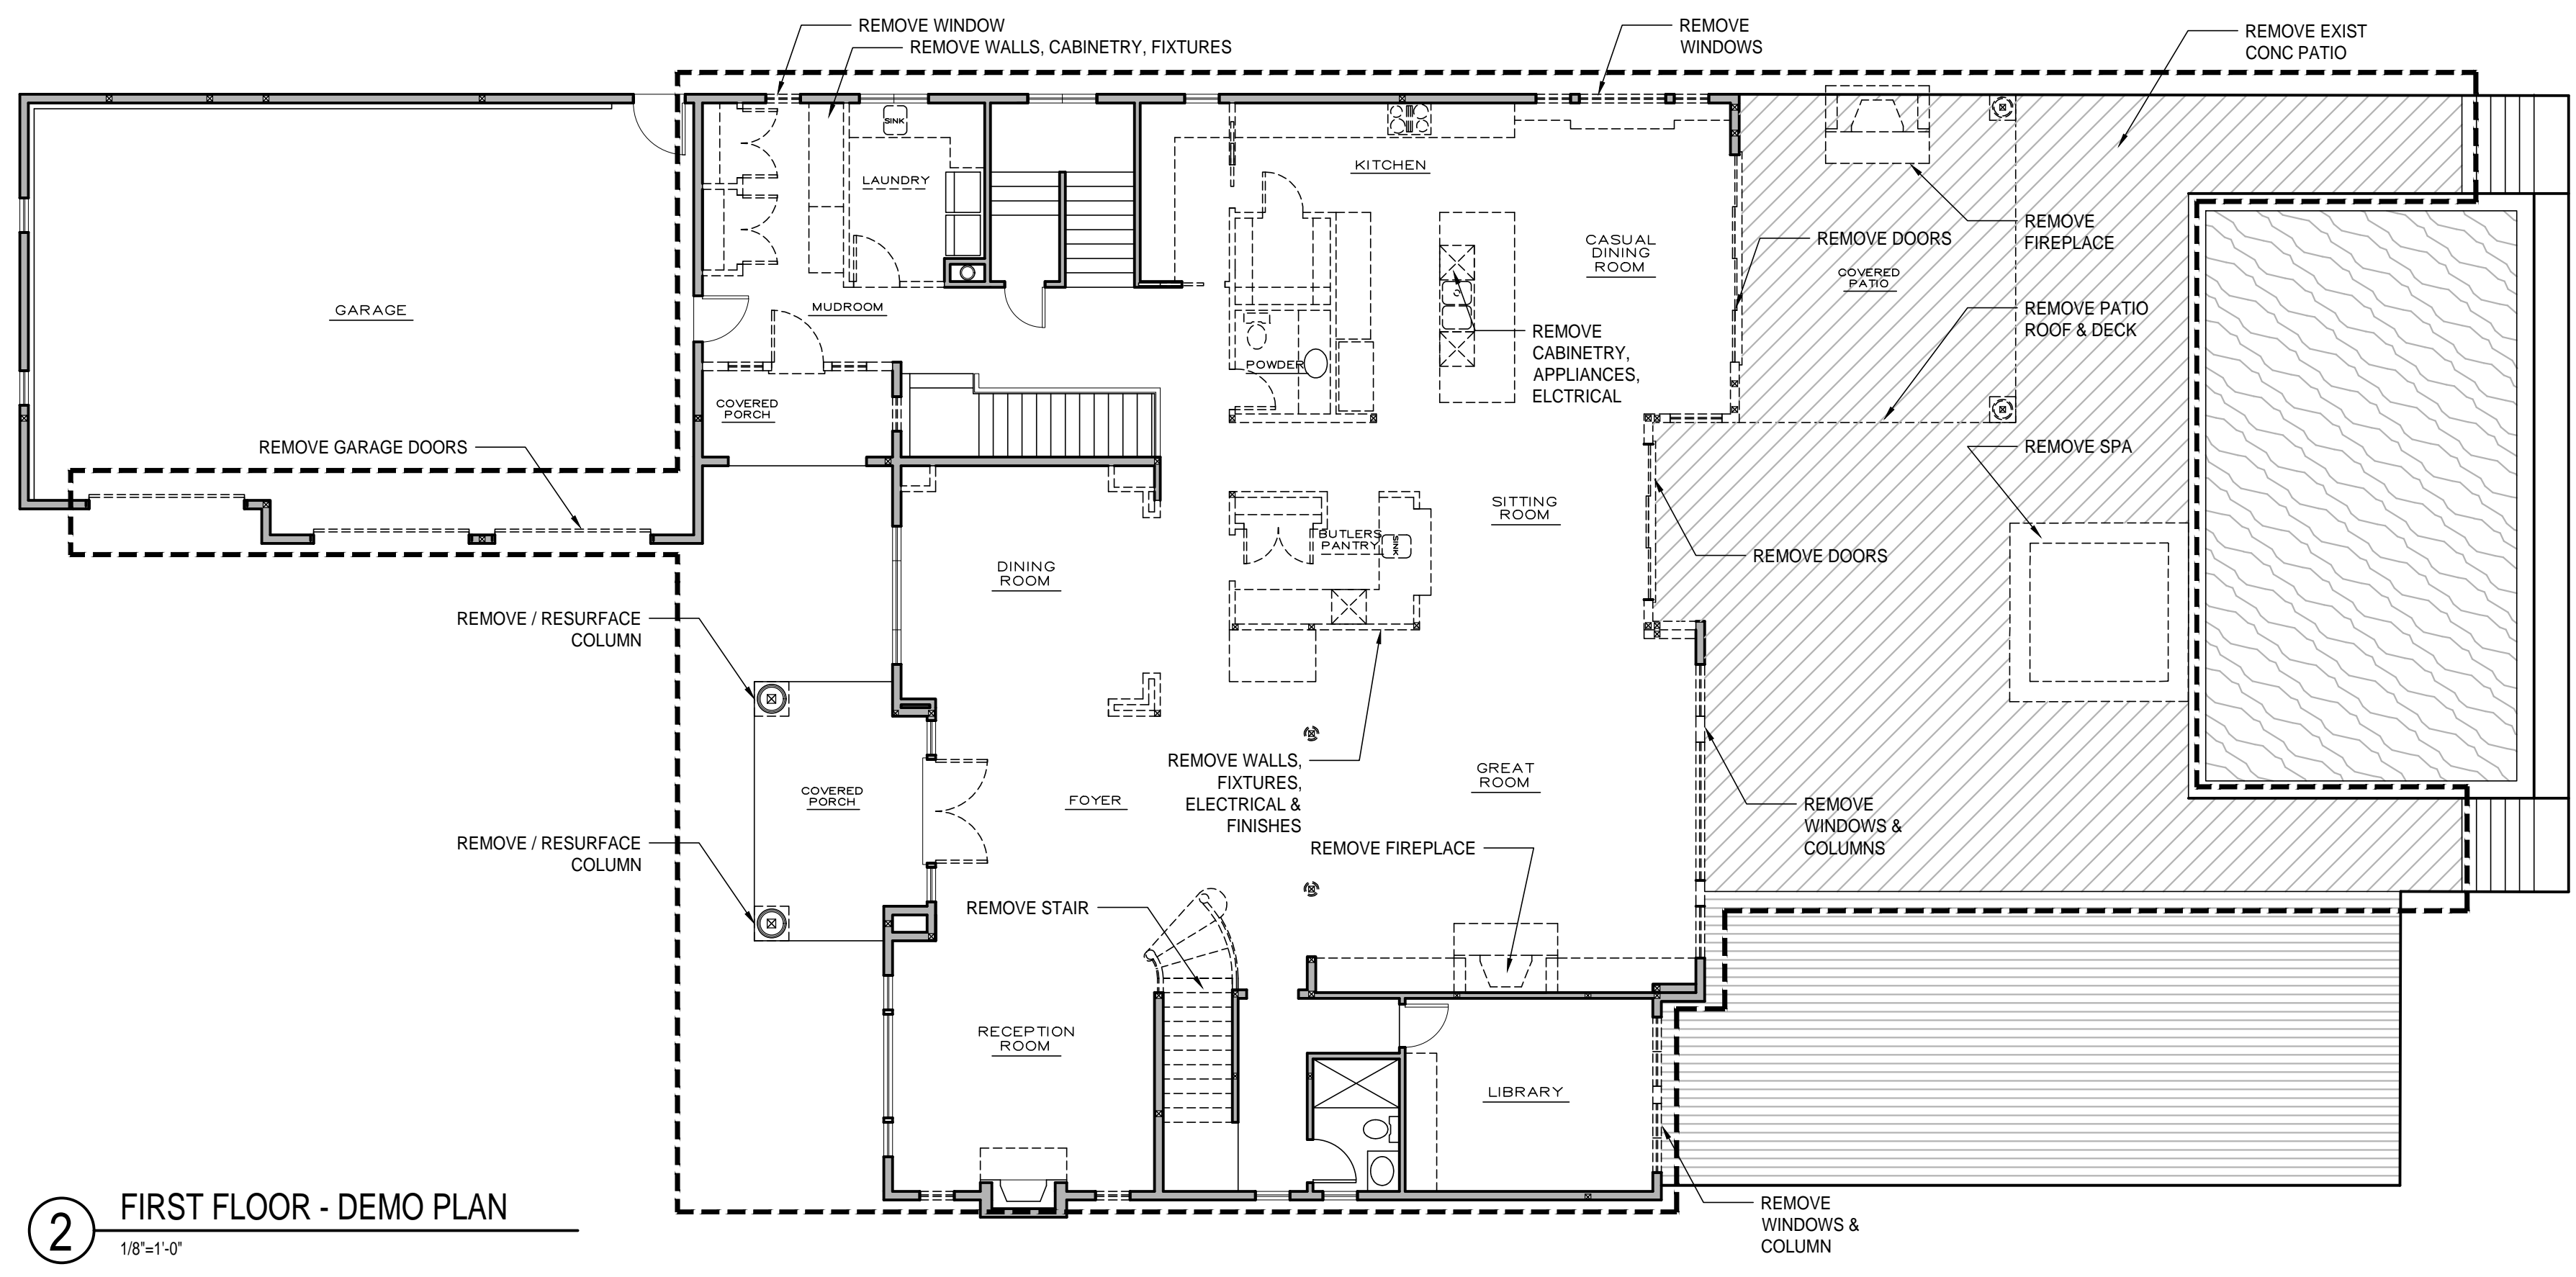 REMOVE WINDOW
REMOVE WALLS, CABINETRY, FIXTURES
REMOVE
WINDOWS
REMOVE EXIST
CONC PATIO
SINK
LAUNDRY
KITCHEN
CASUAL
DINING
ROOM
REMOVE DOORS
REMOVE
FIREPLACE
COVERED
PATIO
GARAGE
MUDROOM
REMOVE PATIO
ROOF & DECK
REMOVE
CABINETRY,
APPLIANCES,
ELCTRICAL
POWDER
COVERED
PORCH
REMOVE GARAGE DOORS
REMOVE SPA
SITTING
ROOM
BUTLERS
PANTRY
SINK
REMOVE DOORS
DINING
ROOM
REMOVE / RESURFACE
COLUMN
REMOVE WALLS,
FIXTURES,
ELECTRICAL &
FINISHES
GREAT
ROOM
COVERED
PORCH
FOYER
REMOVE
WINDOWS &
COLUMNS
REMOVE / RESURFACE
COLUMN
REMOVE FIREPLACE
REMOVE STAIR
RECEPTION
ROOM
LIBRARY
REMOVE
WINDOWS &
COLUMN
2
FIRST FLOOR - DEMO PLAN
1/8"=1'-0"